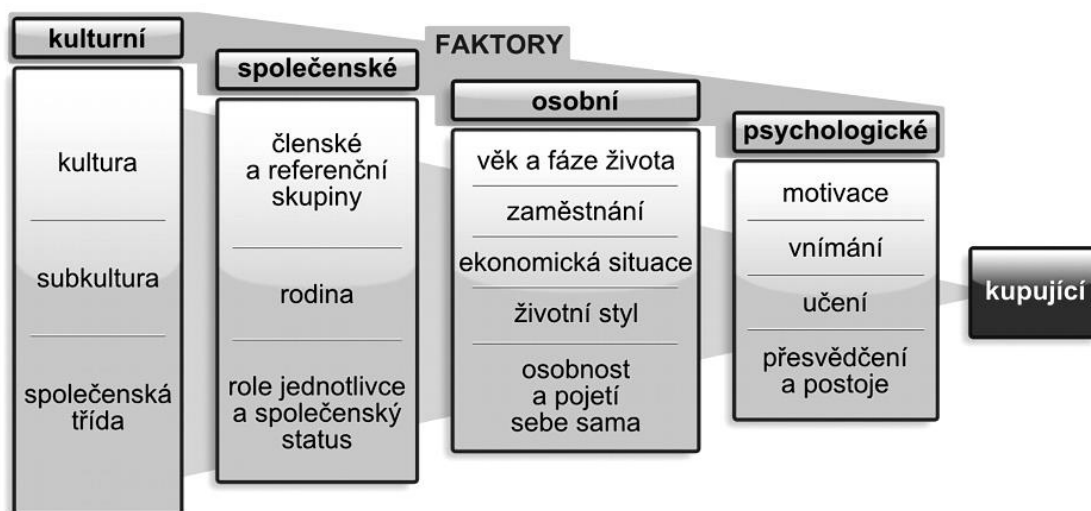 FAKTORY
kulturní
kultura
subkultura
společenská
třída
společenské
členské
a referenční
skupiny
rodina
role jednotlivce
a společenský
status
osobní
věk a fáze života
zaměstnání
ekonomická situace
životní styl
osobnost
a pojetí
sebe sama
psychologické
motivace
vnímání
učení
přesvědčení
a postoje
kupující